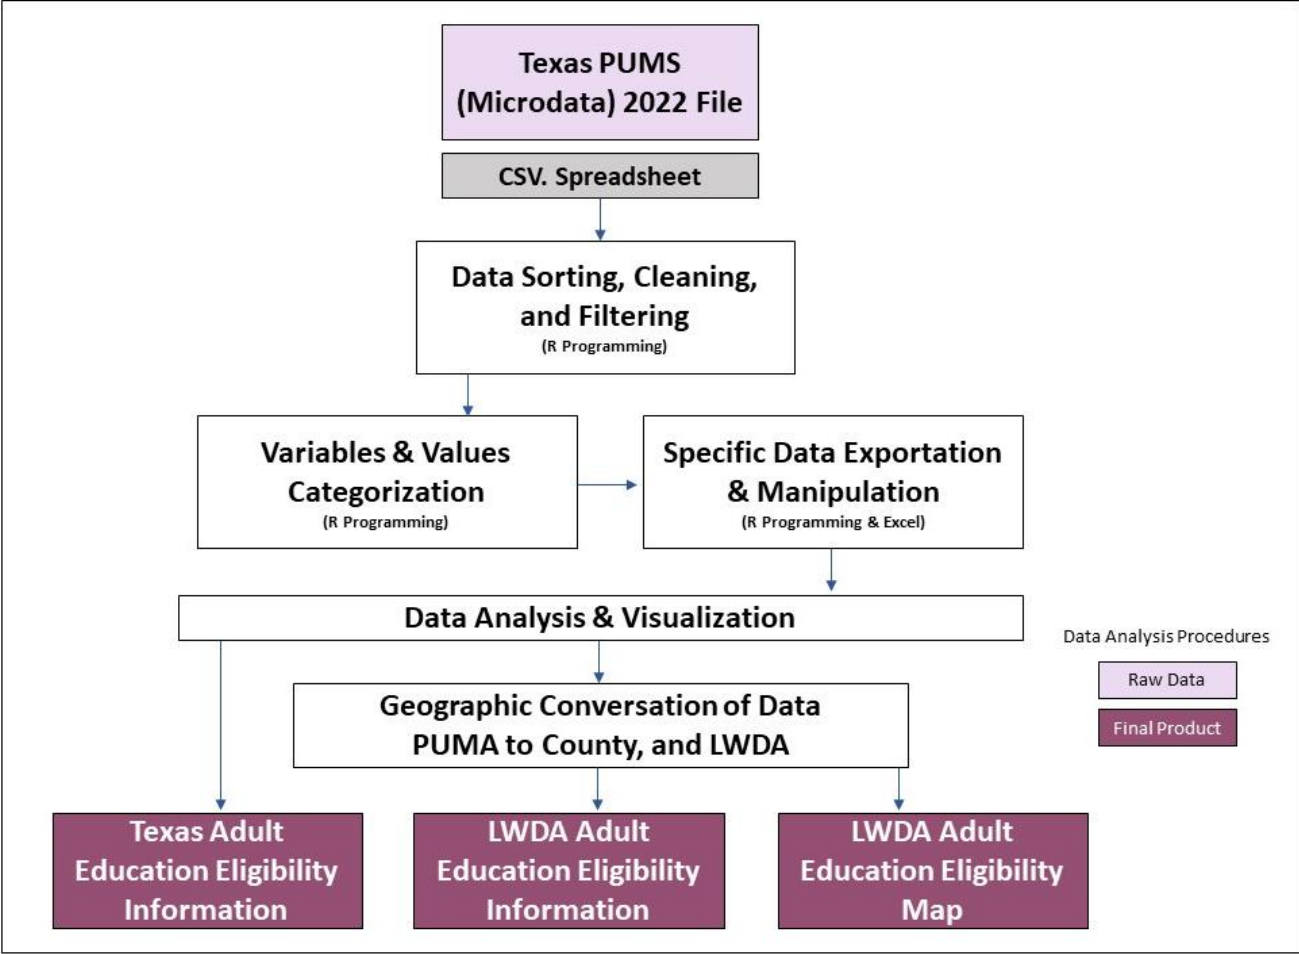 Texas PUMS
(Microdata) 2022 File
CSV. Spreadsheet
Data Sorting, Cleaning,
and Filtering
(R Programming)
Variables & Values
Categorization
(R Programming)
Specific Data Exportation
& Manipulation
(R Programming & Excel)
Data Analysis & Visualization
Geographic Conversation of Data
PUMA to County, and LWDA
Data Analysis Procedures
Raw Data
Final Product
Texas Adult
Education Eligibility
Information
LWDA Adult
Education Eligibility
Information
LWDA Adult
Education Eligibility
Map